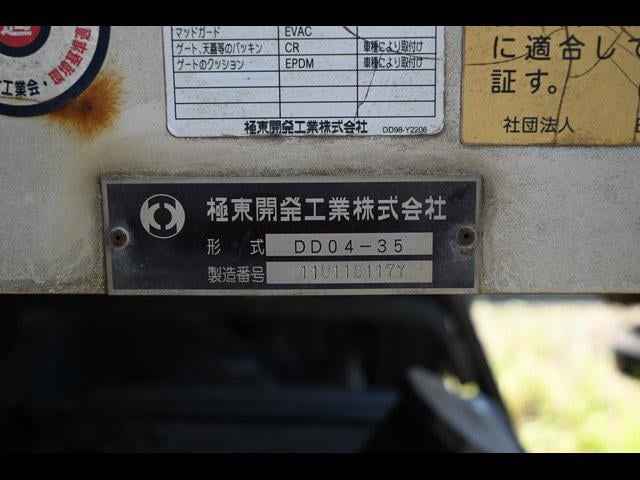 準適合
工業会・
マッドガード EVAC
ゲート、天蓋等のパッキン CR 車種により取付け
ゲートのクッション EPDM 車種により取付け
極東開発工業株式会社 DD98-Y2206
に適合して
証す。
社団法人
極東開発工業株式会社
形式 DD04-35
製造番号 11U118117Y